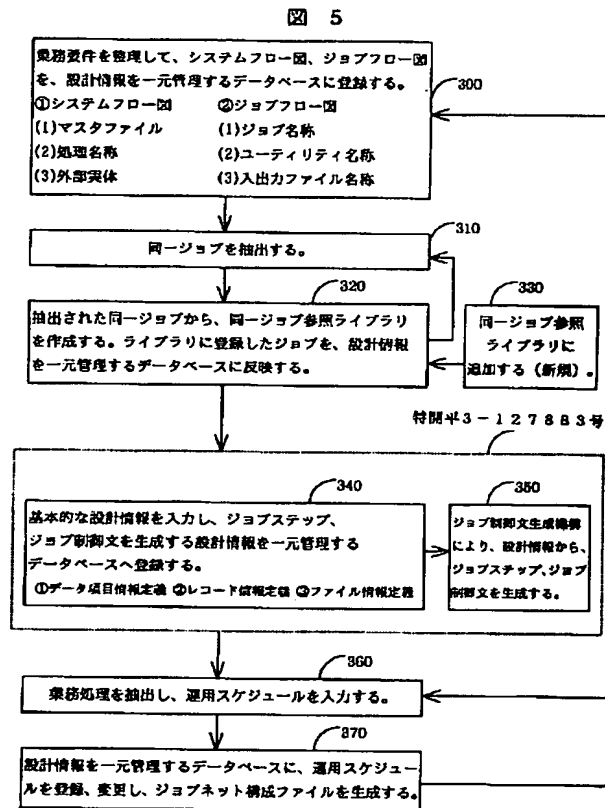 図 5
業務要件を整理して、システムフロー図、ジョブフロー図
を、設計情報を一元管理するデータベースに登録する。
①システムフロー図 ②ジョブフロー図
(1)マスタファイル (1)ジョブ名称
(2)処理名称 (2)ユーティリティ名称
(3)外部実体 (3)入出力ファイル名称
300
310
同一ジョブを抽出する。
320
抽出された同一ジョブから、同一ジョブ参照ライブラリ
を作成する。ライブラリに登録したジョブを、設計情報
を一元管理するデータベースに反映する。
330
同一ジョブ参照
ライブラリに
追加する（新規）。
特開平3－127883号
340
基本的な設計情報を入力し、ジョブステップ、
ジョブ制御文を生成する設計情報を一元管理する
データベースへ登録する。
①データ項目情報定義 ②レコード情報定義 ③ファイル情報定義
350
ジョブ制御文生成機構
により、設計情報から、
ジョブステップ、ジョブ
制御文を生成する。
360
業務処理を抽出し、運用スケジュールを入力する。
370
設計情報を一元管理するデータベースに、運用スケジュー
ルを登録、変更し、ジョブネット構成ファイルを生成する。